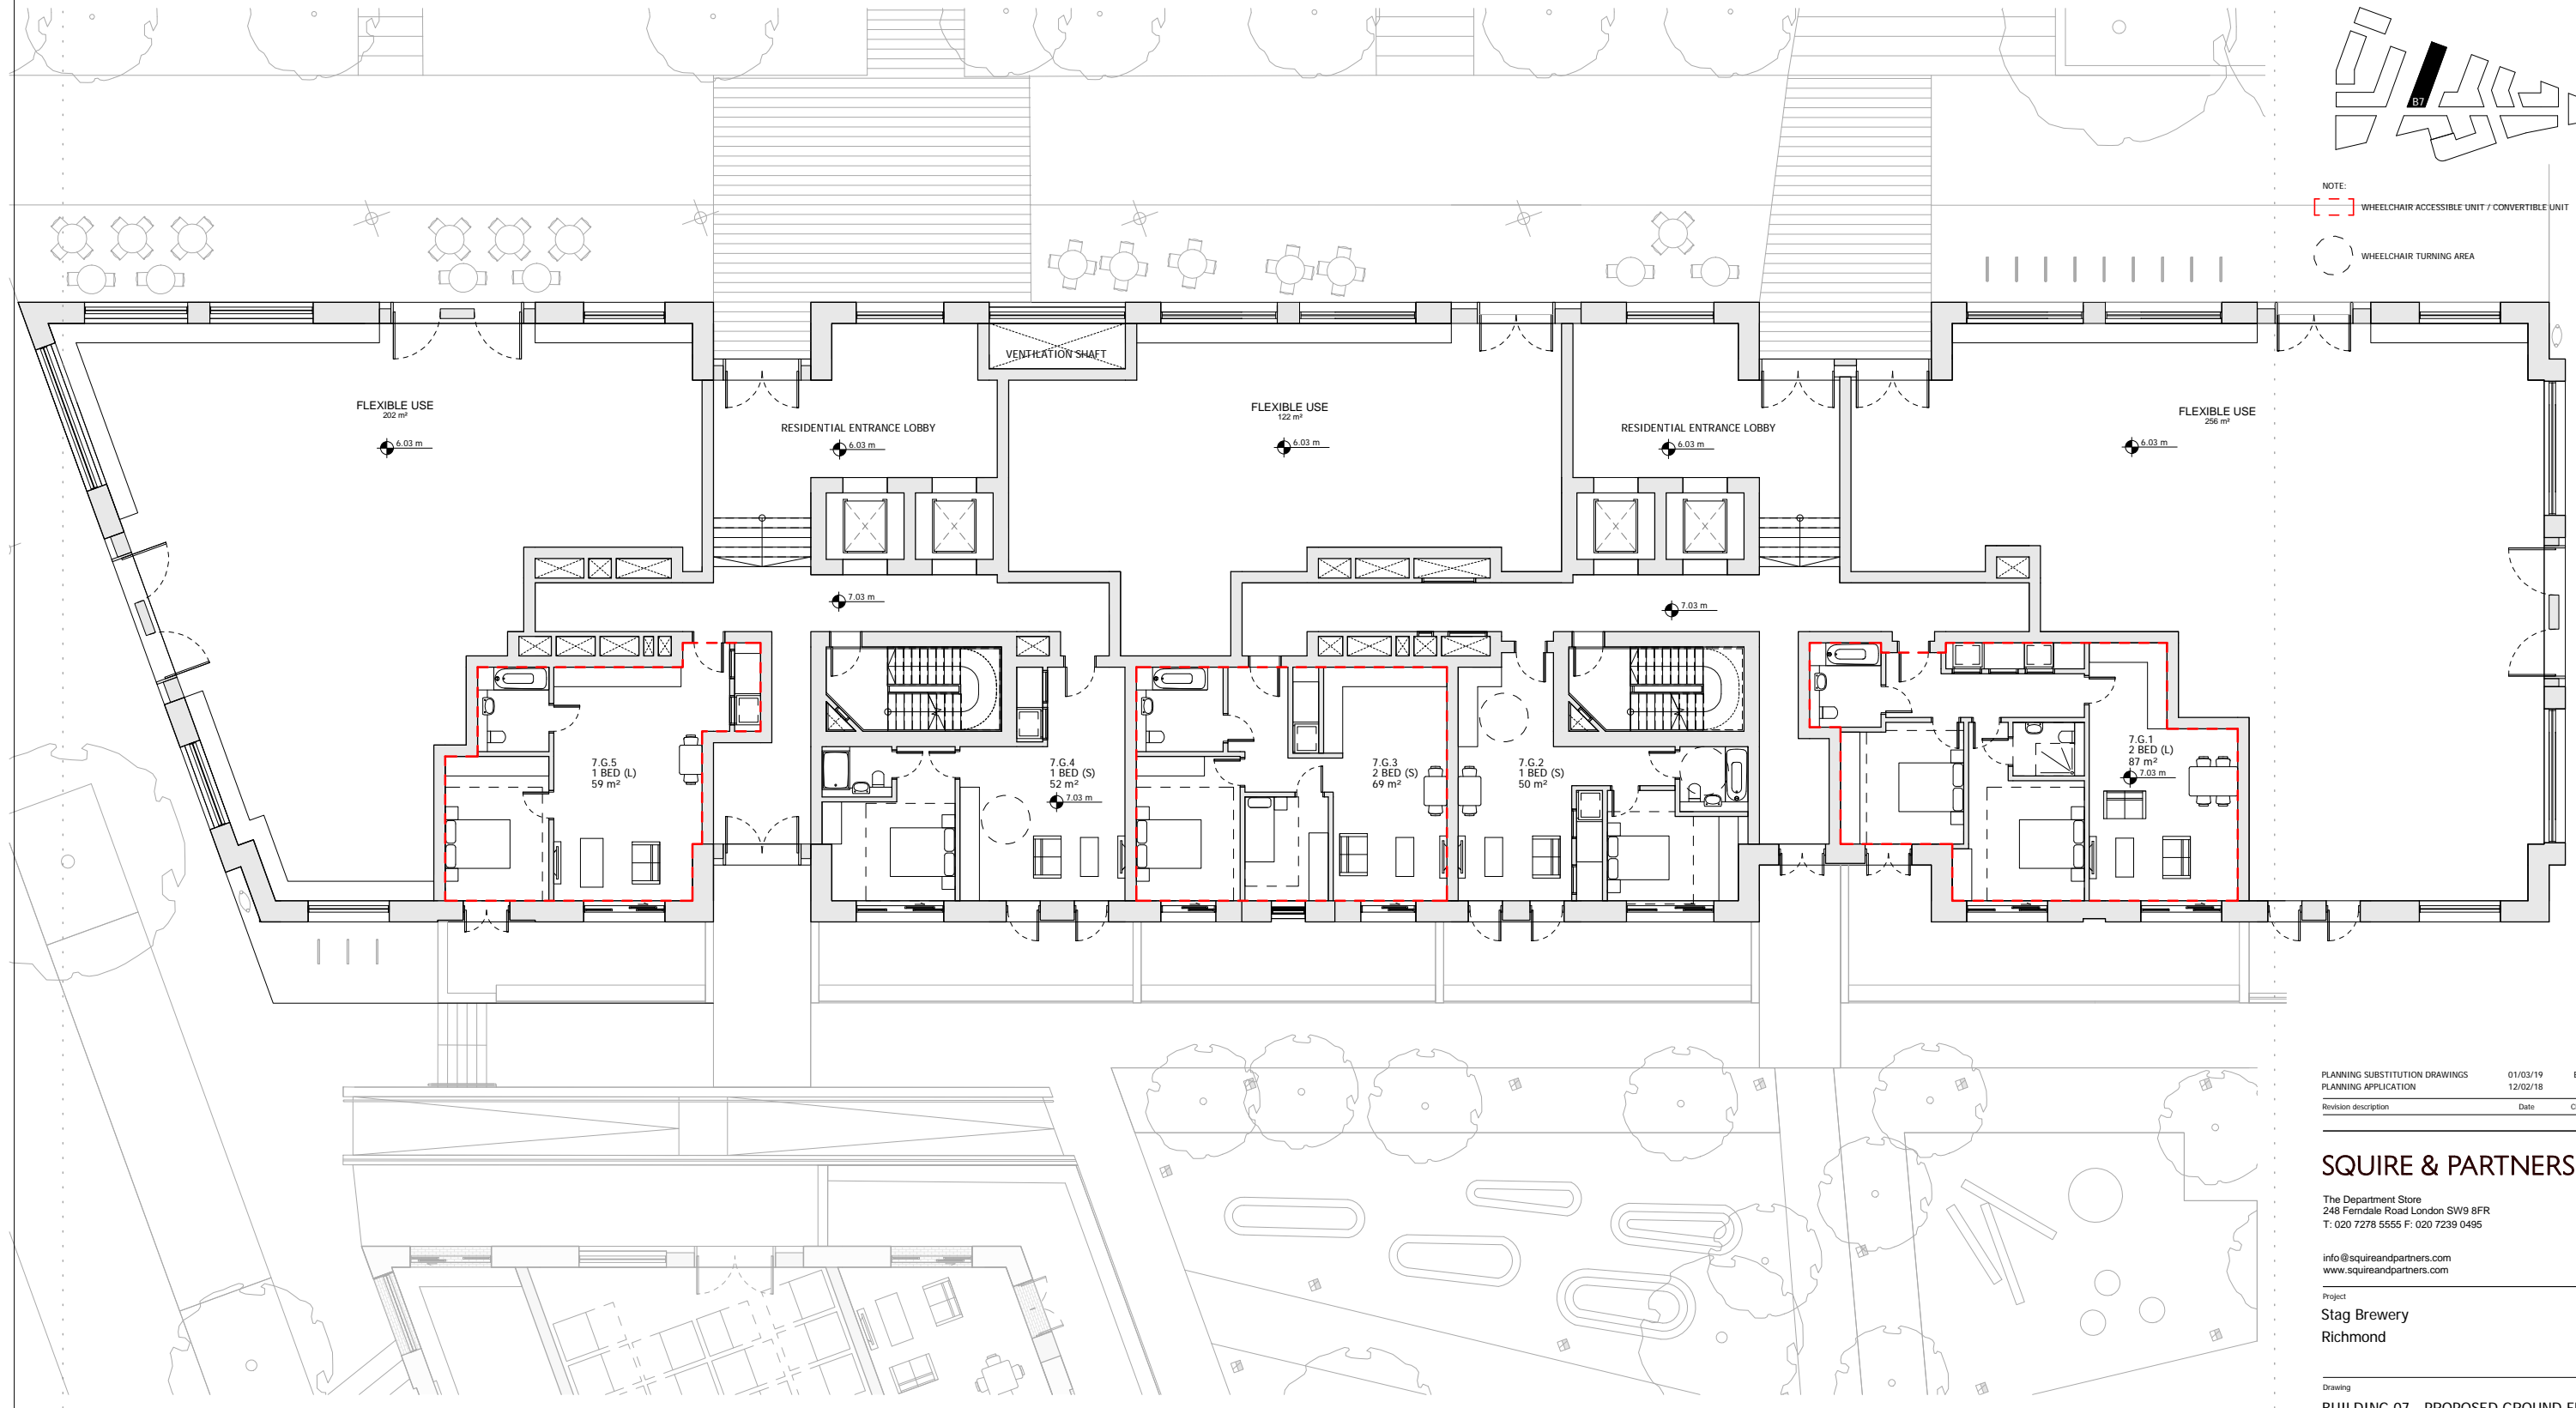 B7
NOTE:
WHEELCHAIR ACCESSIBLE UNIT / CONVERTIBLE UNIT
WHEELCHAIR TURNING AREA
VENTILATION SHAFT
FLEXIBLE USE
202 m²
6.03 m
RESIDENTIAL ENTRANCE LOBBY
6.03 m
FLEXIBLE USE
122 m²
6.03 m
RESIDENTIAL ENTRANCE LOBBY
6.03 m
FLEXIBLE USE
256 m²
6.03 m
7.03 m
7.03 m
7.G.5
1 BED (L)
59 m²
7.G.4
1 BED (S)
52 m²
7.03 m
7.G.3
2 BED (S)
69 m²
7.G.2
1 BED (S)
50 m²
7.G.1
2 BED (L)
87 m²
7.03 m
PLANNING SUBSTITUTION DRAWINGS 01/03/19
PLANNING APPLICATION 12/02/18
Revision description Date
SQUIRE & PARTNERS
The Department Store
248 Ferndale Road London SW9 8FR
T: 020 7278 5555 F: 020 7239 0495
info@squireandpartners.com
www.squireandpartners.com
Project
Stag Brewery
Richmond
Drawing
BUILDING 07 - PROPOSED GROUND